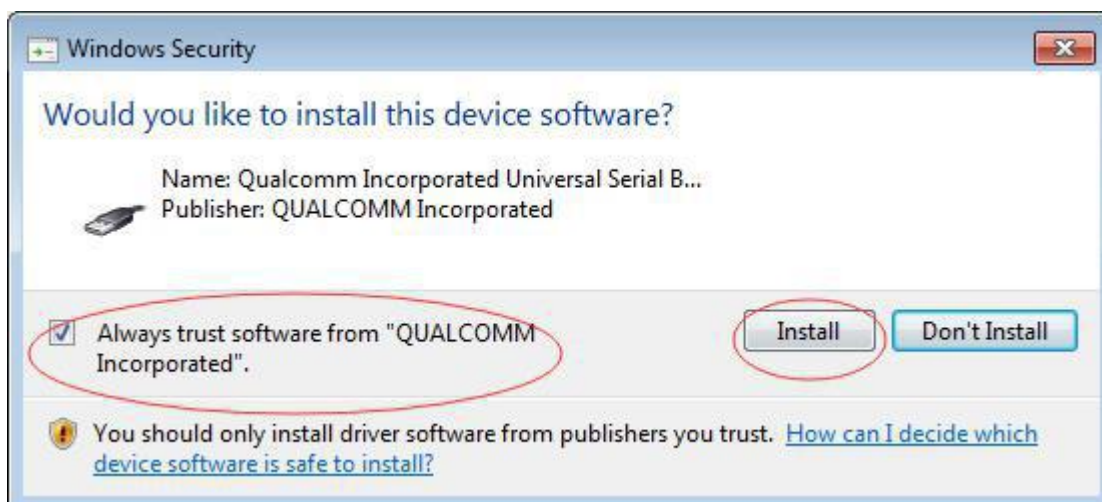 Windows Security
Would you like to install this device software?
Name: Qualcomm Incorporated Universal Serial B...
Publisher: QUALCOMM Incorporated
Always trust software from "QUALCOMM
Incorporated".
Install
Don't Install
You should only install driver software from publishers you trust. How can I decide which
device software is safe to install?